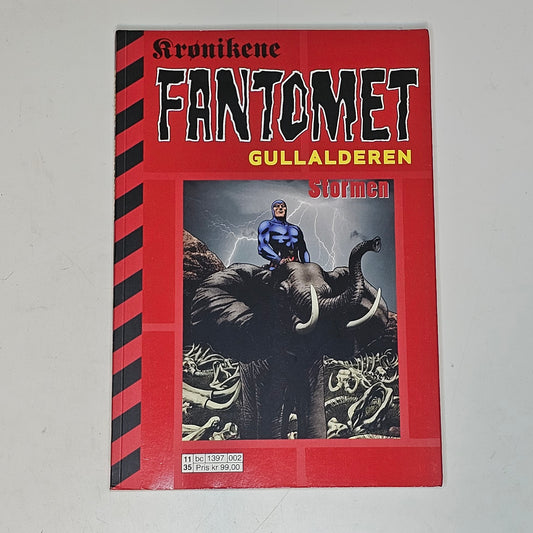 Krønikene
FANTOMET
GULLALDEREN
Stormen
11 bc 1397 002
35 Pris kr 99,00